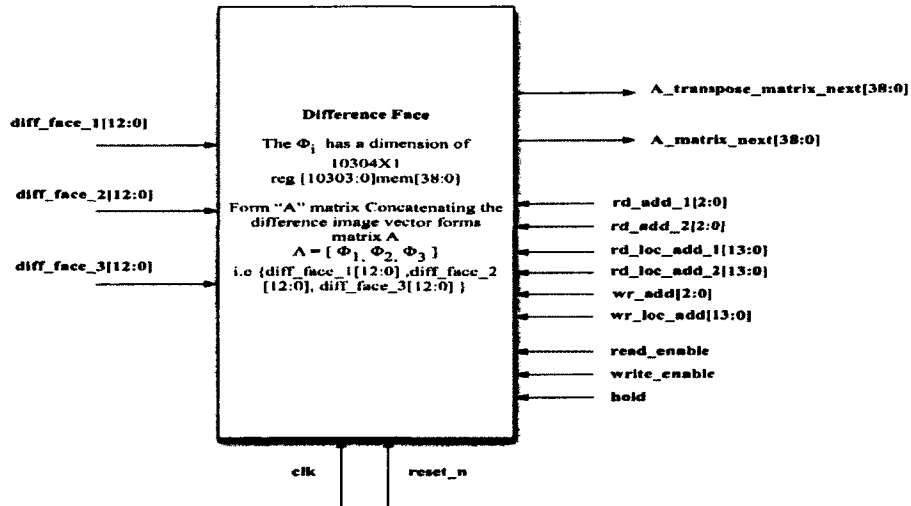 diff_face_1[12:0]
diff_face_2[12:0]
diff_face_3[12:0]
Difference Face
The Φi has a dimension of
10304X1
reg [10303:0]mem[38:0)
Form "A" matrix Concatenating the
difference image vector forms
matrix A
A = [ Φ1, Φ2, Φ3 ]
i.e {diff_face_1[12:0] ,diff_face_2
[12:0], diff_face_3[12:0] }
A_transpose_matrix_next[38:0)
A_matrix_next[38:0)
rd_add_1[2:0]
rd_add_2[2:0]
rd_loc_add_1[13:0]
rd_loc_add_2[13:0]
wr_add[2:0]
wr_loc_add[13:0]
read_enable
write_enable
hold
clk
reset_n